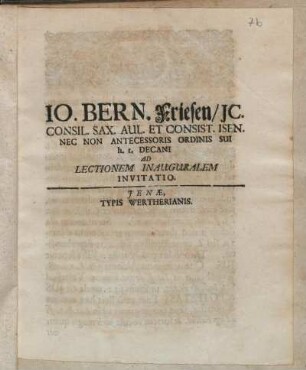 76
IO. BERN. Friesen/JC.
CONSIL. SAX. AUL. ET CONSIST. ISEN.
NEC NON ANTECESSORIS ORDINIS SUI
h. t. DECANI
AD
LECTIONEM INAUGURALEM
INVITATIO.
JENÆ,
TYPIS WERTHERIANIS.